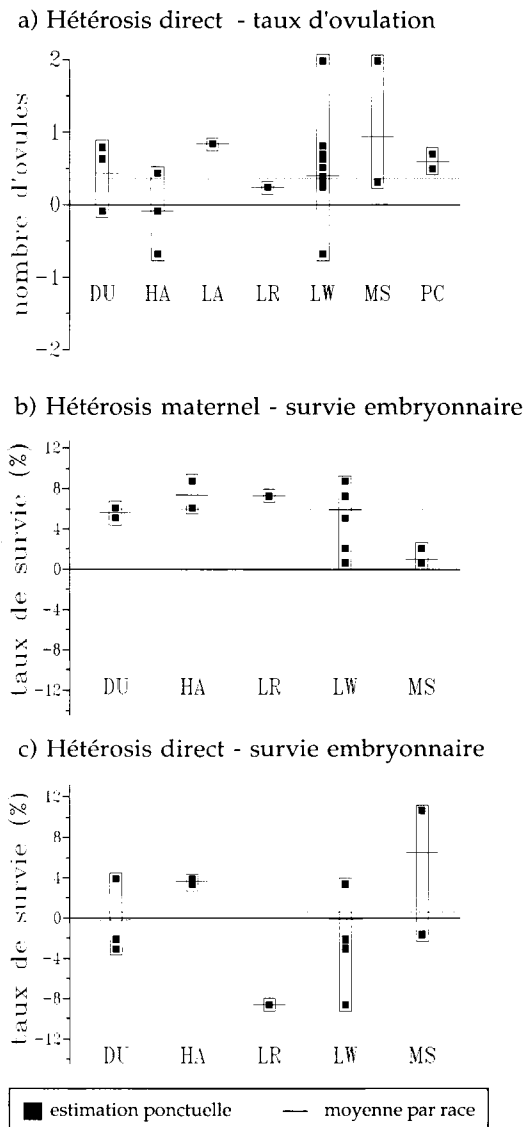 a) Hétérosis direct - taux d'ovulation
nombre d'ovules
2
1
0
-1
-2
DU HA LA LR LW MS PC
b) Hétérosis maternel - survie embryonnaire
taux de survie (%)
12
8
4
0
-4
-8
-12
DU HA LR LW MS
c) Hétérosis direct - survie embryonnaire
taux de survie (%)
12
8
4
0
-4
-8
-12
DU HA LR LW MS
estimation ponctuelle — moyenne par race